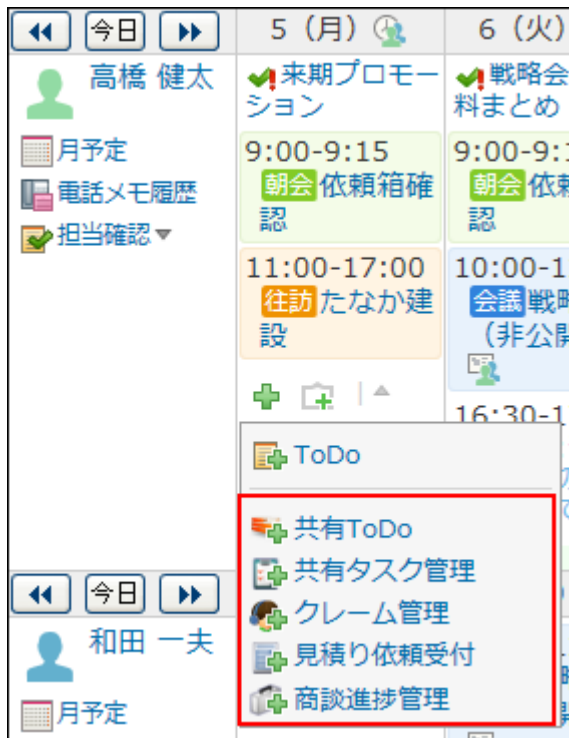 今日
5（月）
6（火）
高橋 健太
月予定
電話メモ履歴
担当確認
来期プロモー
ション
9:00-9:15
朝会 依頼箱確
認
11:00-17:00
往訪 たなか建
設
戦略会
料まとめ
9:00-9:1
朝会 依頼
認
10:00-1
会議 戦略
（非公開
16:30-1
ToDo
共有ToDo
共有タスク管理
クレーム管理
見積り依頼受付
商談進捗管理
今日
和田 一夫
月予定